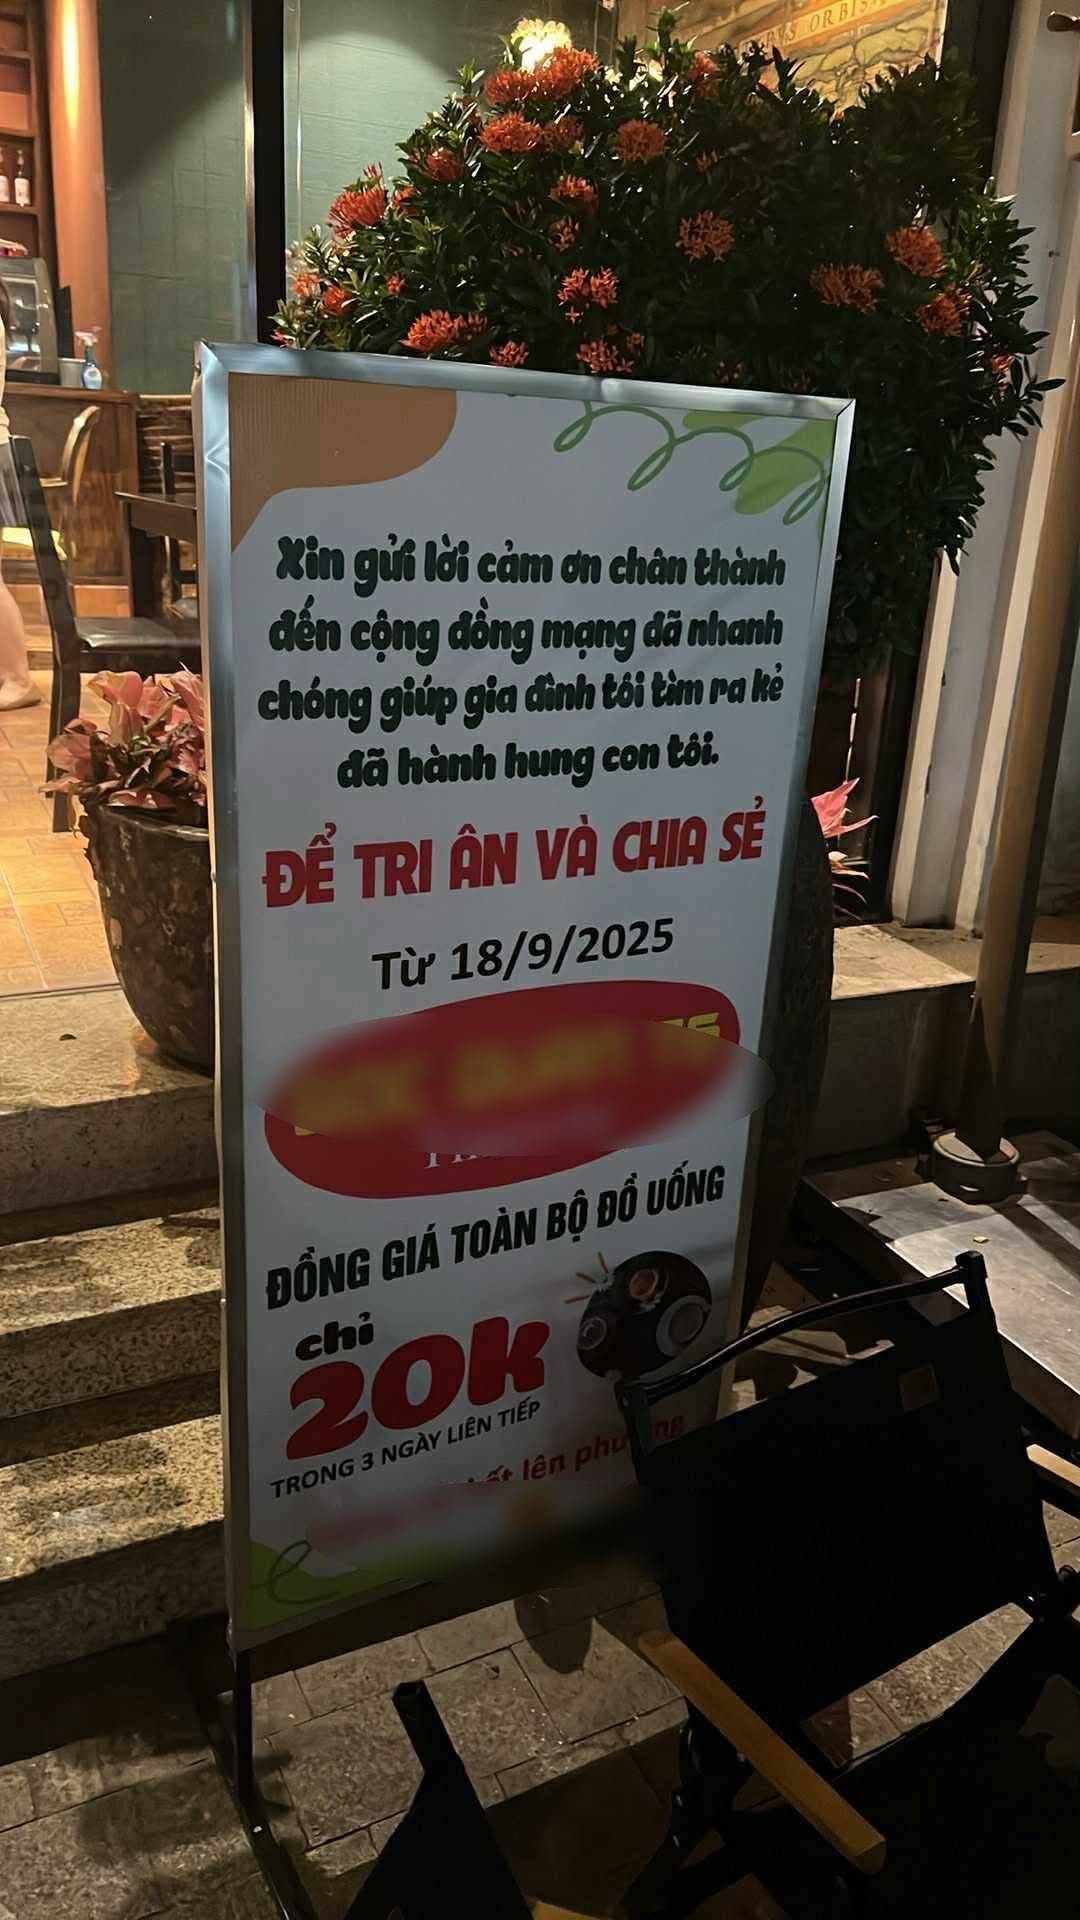 ORBIS
Xin gửi lời cảm ơn chân thành
đến cộng đồng mạng đã nhanh
chóng giúp gia đình tôi tìm ra kẻ
đã hành hung con tôi.
ĐỂ TRI ÂN VÀ CHIA SẺ
Từ 18/9/2025
ĐỒNG GIÁ TOÀN BỘ ĐỒ UỐNG
chỉ
20k
TRONG 3 NGÀY LIÊN TIẾP
lên